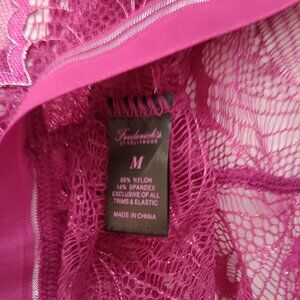 Frederick's
OF HOLLYWOOD
M
86% NYLON
14% SPANDEX
EXCLUSIVE OF ALL
TRIMS & ELASTIC
MADE IN CHINA